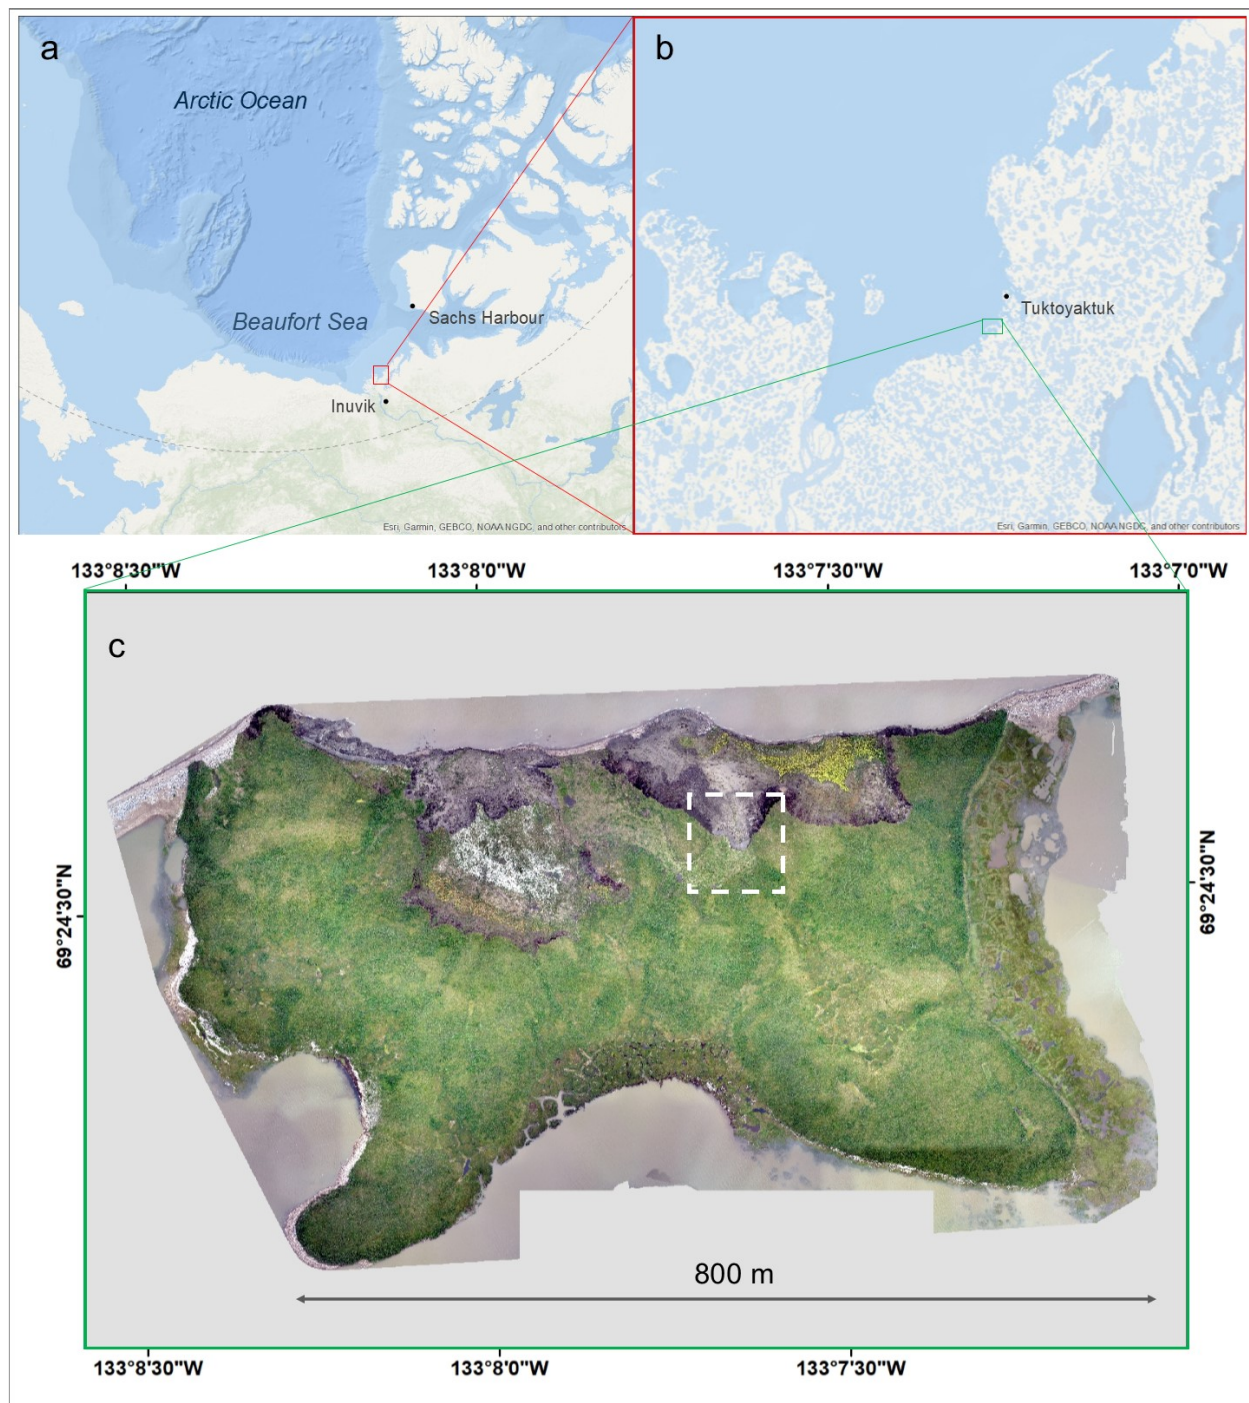 a
Arctic Ocean
Beaufort Sea
Sachs Harbour
Inuvik
Esri, Garmin, GEBCO, NOAA NGDC, and other contributors
b
Tuktoyaktuk
Esri, Garmin, GEBCO, NOAA NGDC, and other contributors
133°8'30"W 133°8'0"W 133°7'30"W 133°7'0"W
c
69°24'30"N
69°24'30"N
800 m
133°8'30"W 133°8'0"W 133°7'30"W